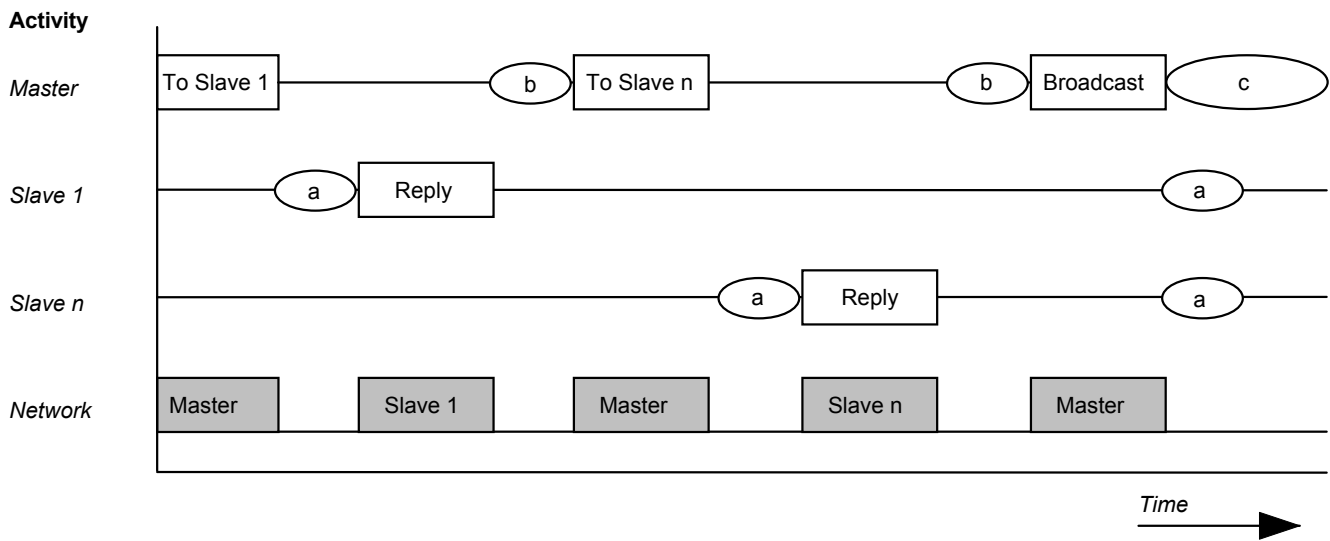 Activity
Master To Slave 1 b To Slave n b Broadcast c
Slave 1 a Reply a
Slave n a Reply a
Network Master Slave 1 Master Slave n Master
Time